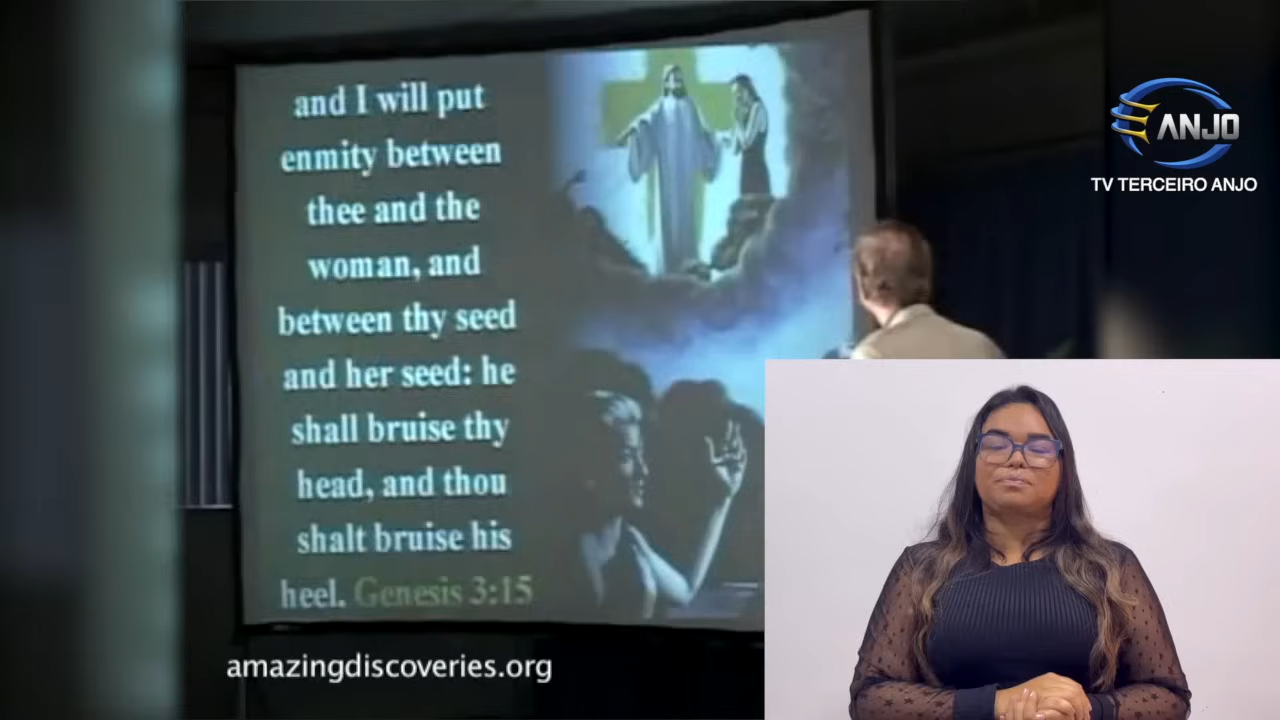 and I will put
enmity between
thee and the
woman, and
between thy seed
and her seed: he
shall bruise thy
head, and thou
shalt bruise his
heel. Genesis 3:15
amazingdiscoveries.org
ANJO
TV TERCEIRO ANJO